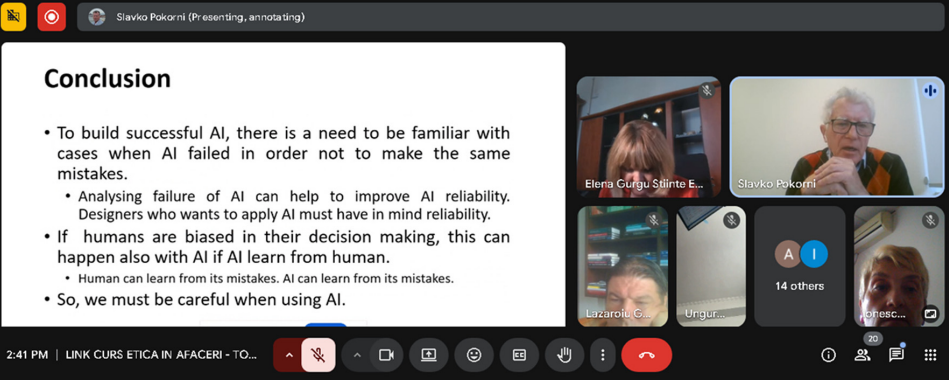 Slavko Pokorni (Presenting, annotating)
Conclusion
• To build successful AI, there is a need to be familiar with
cases when AI failed in order not to make the same
mistakes.
• Analysing failure of AI can help to improve AI reliability.
Designers who wants to apply AI must have in mind reliability.
• If humans are biased in their decision making, this can
happen also with AI if AI learn from human.
• Human can learn from its mistakes. AI can learn from its mistakes.
• So, we must be careful when using AI.
Elena Gurgu Stiinte E...
Slavko Pokorni
Lazaroiu G...
Ungur...
A I
14 others
onesc...
20
2:41 PM | LINK CURS ETICA IN AFACERI - TO...
CC